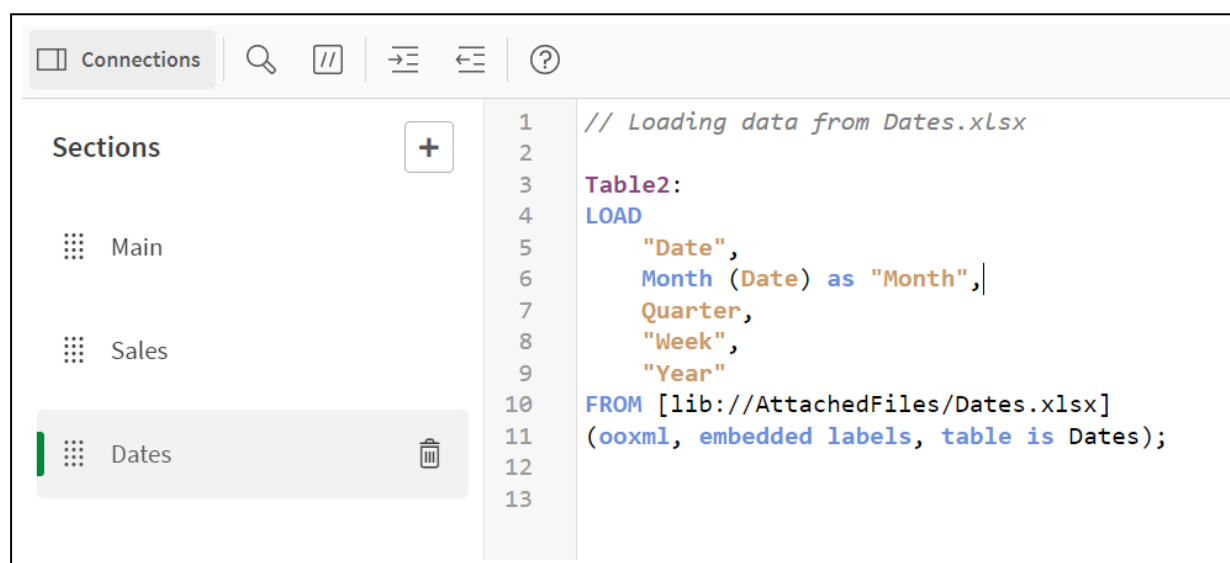 Connections
Sections
Main
Sales
Dates
1 // Loading data from Dates.xlsx
2
3 Table2:
4 LOAD
5 "Date",
6 Month (Date) as "Month",
7 Quarter,
8 "Week",
9 "Year"
10 FROM [lib://AttachedFiles/Dates.xlsx]
11 (ooxml, embedded labels, table is Dates);
12
13